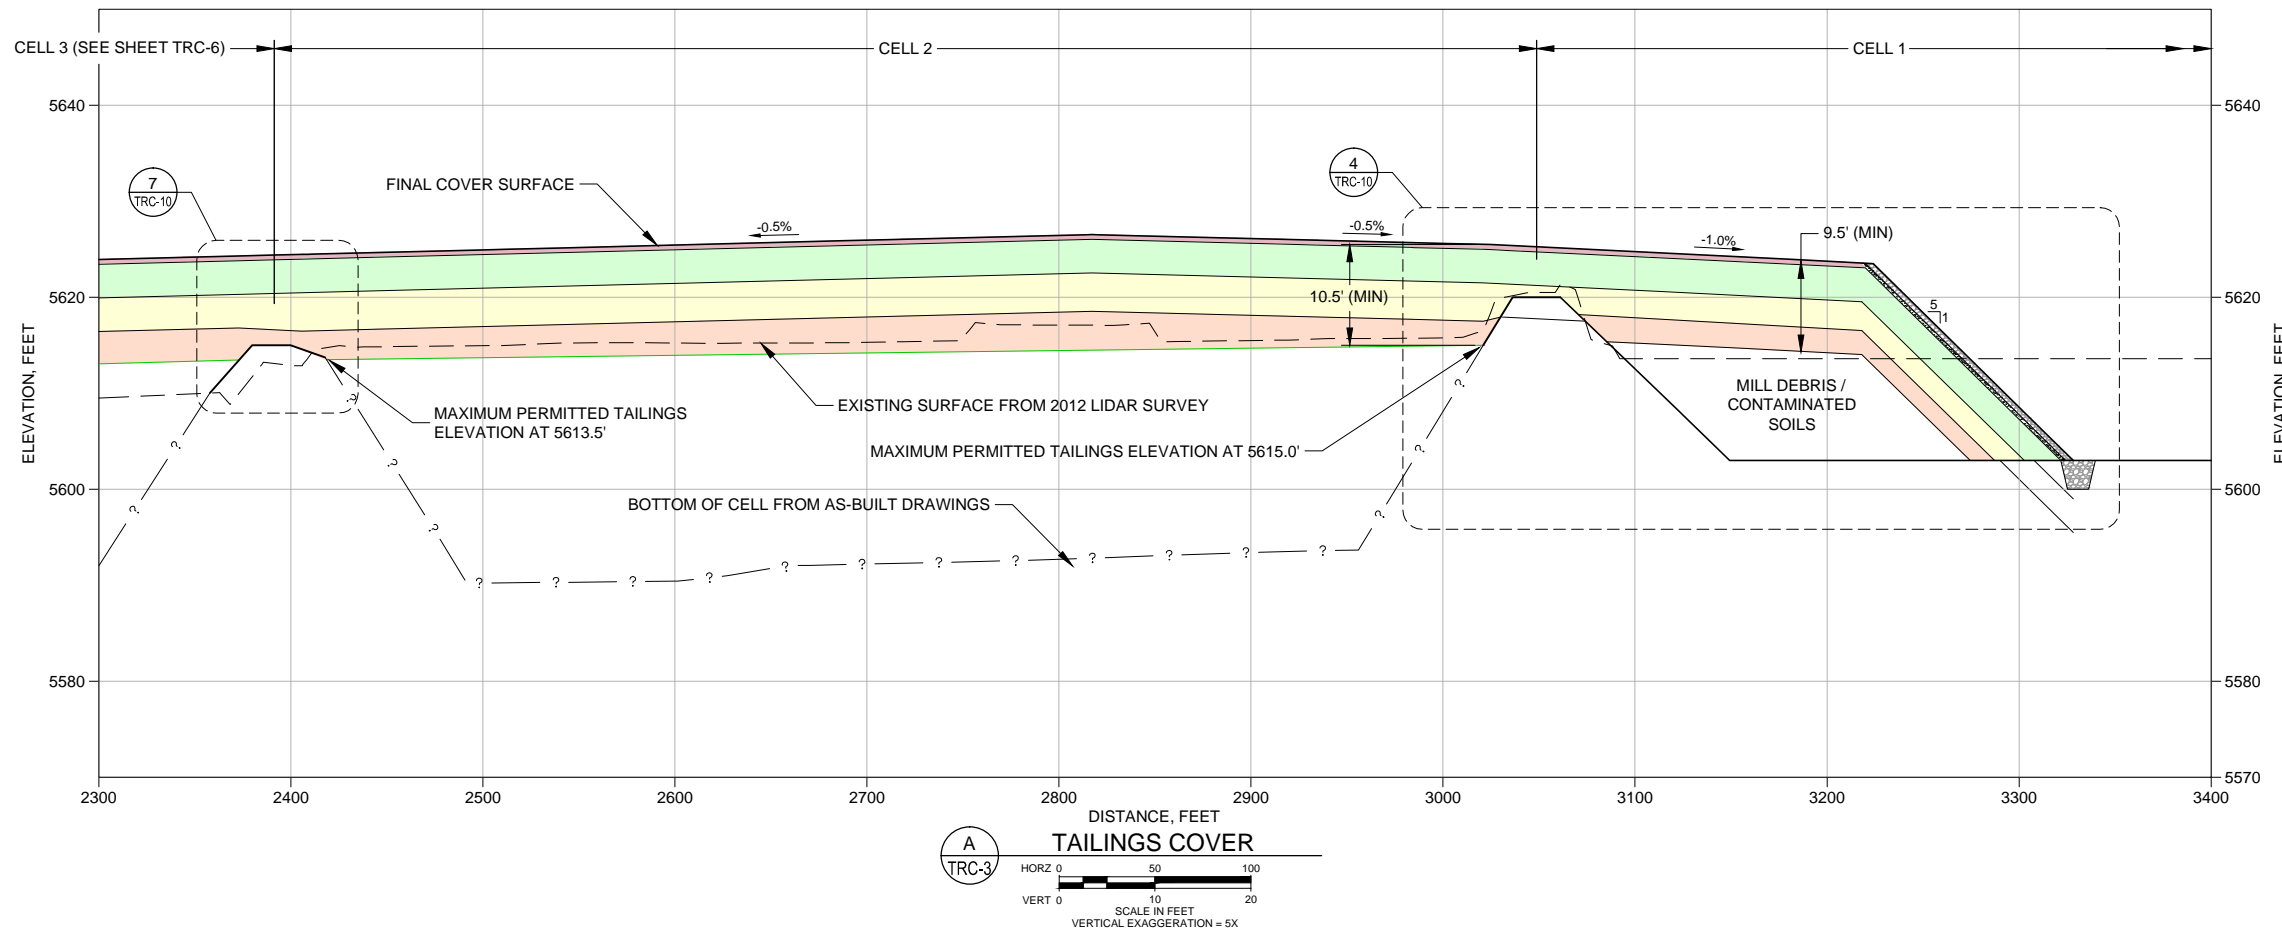 CELL 3 (SEE SHEET TRC-6)
CELL 2
CELL 1
5640
5640
7
TRC-10
FINAL COVER SURFACE
4
TRC-10
-0.5%
-0.5%
-1.0%
9.5' (MIN)
5620
10.5' (MIN)
5
1
5620
ELEVATION, FEET
ELEVATION, FEET
MILL DEBRIS /
CONTAMINATED
SOILS
MAXIMUM PERMITTED TAILINGS
ELEVATION AT 5613.5'
EXISTING SURFACE FROM 2012 LIDAR SURVEY
MAXIMUM PERMITTED TAILINGS ELEVATION AT 5615.0'
5600
BOTTOM OF CELL FROM AS-BUILT DRAWINGS
5600
? ? ? ? ? ? ? ? ? ? ? ? ? ? ? ? ? ? ? ?
5580
5580
5570
2300 2400 2500 2600 2700 2800 2900 3000 3100 3200 3300 3400
DISTANCE, FEET
A
TRC-3
TAILINGS COVER
HORZ 0 50 100
VERT 0 10 20
SCALE IN FEET
VERTICAL EXAGGERATION = 5X